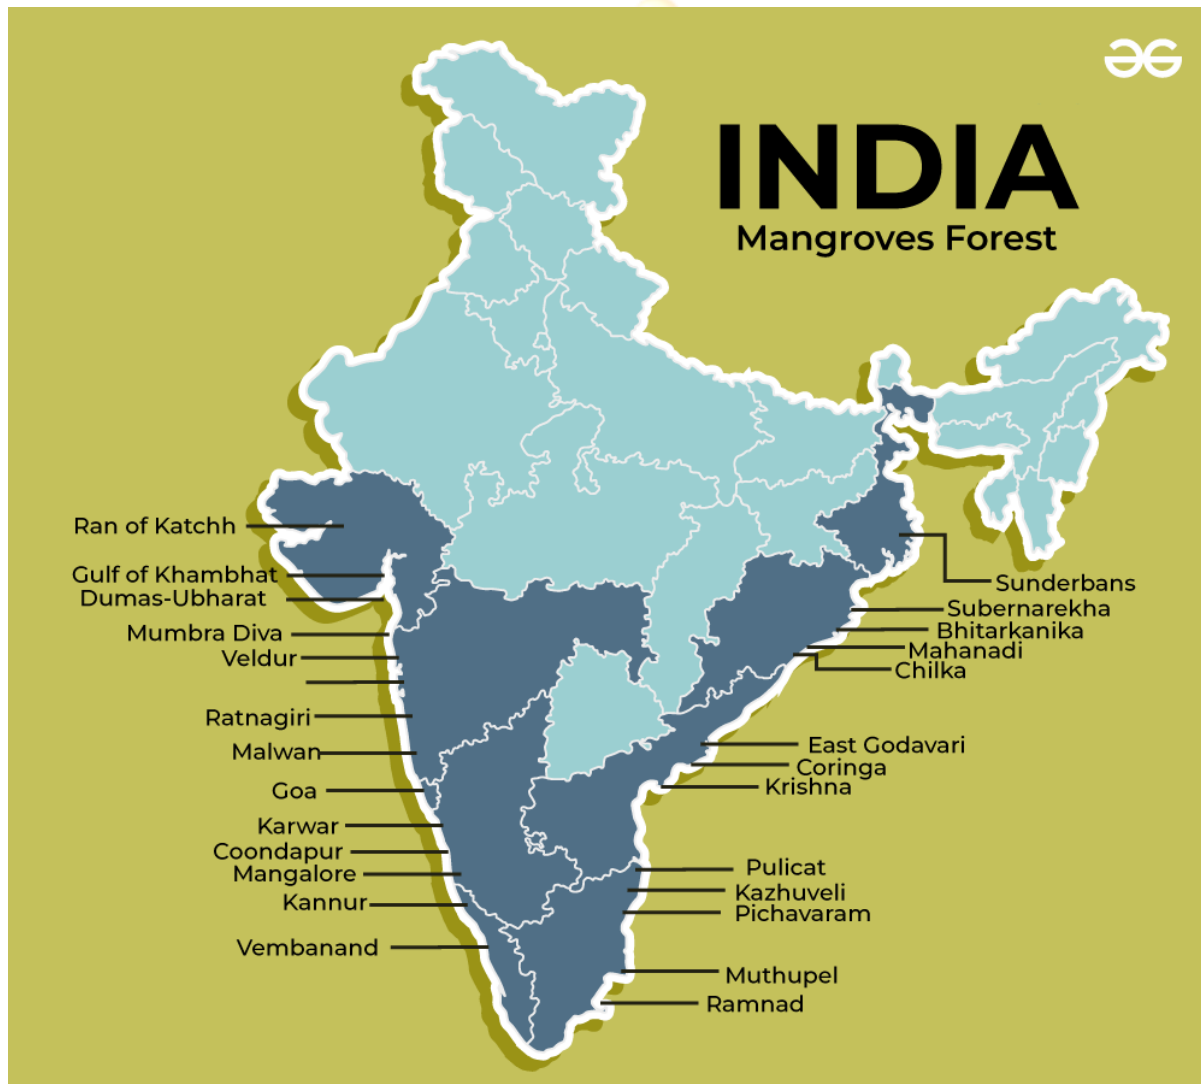 INDIA
Mangroves Forest
Ran of Katchh
Gulf of Khambhat
Dumas-Ubharat
Mumbra Diva
Veldur
Ratnagiri
Malwan
Goa
Karwar
Coondapur
Mangalore
Kannur
Vembanand
Sunderbans
Subernarekha
Bhitarkanika
Mahanadi
Chilka
East Godavari
Coringa
Krishna
Pulicat
Kazhuveli
Pichavaram
Muthupel
Ramnad